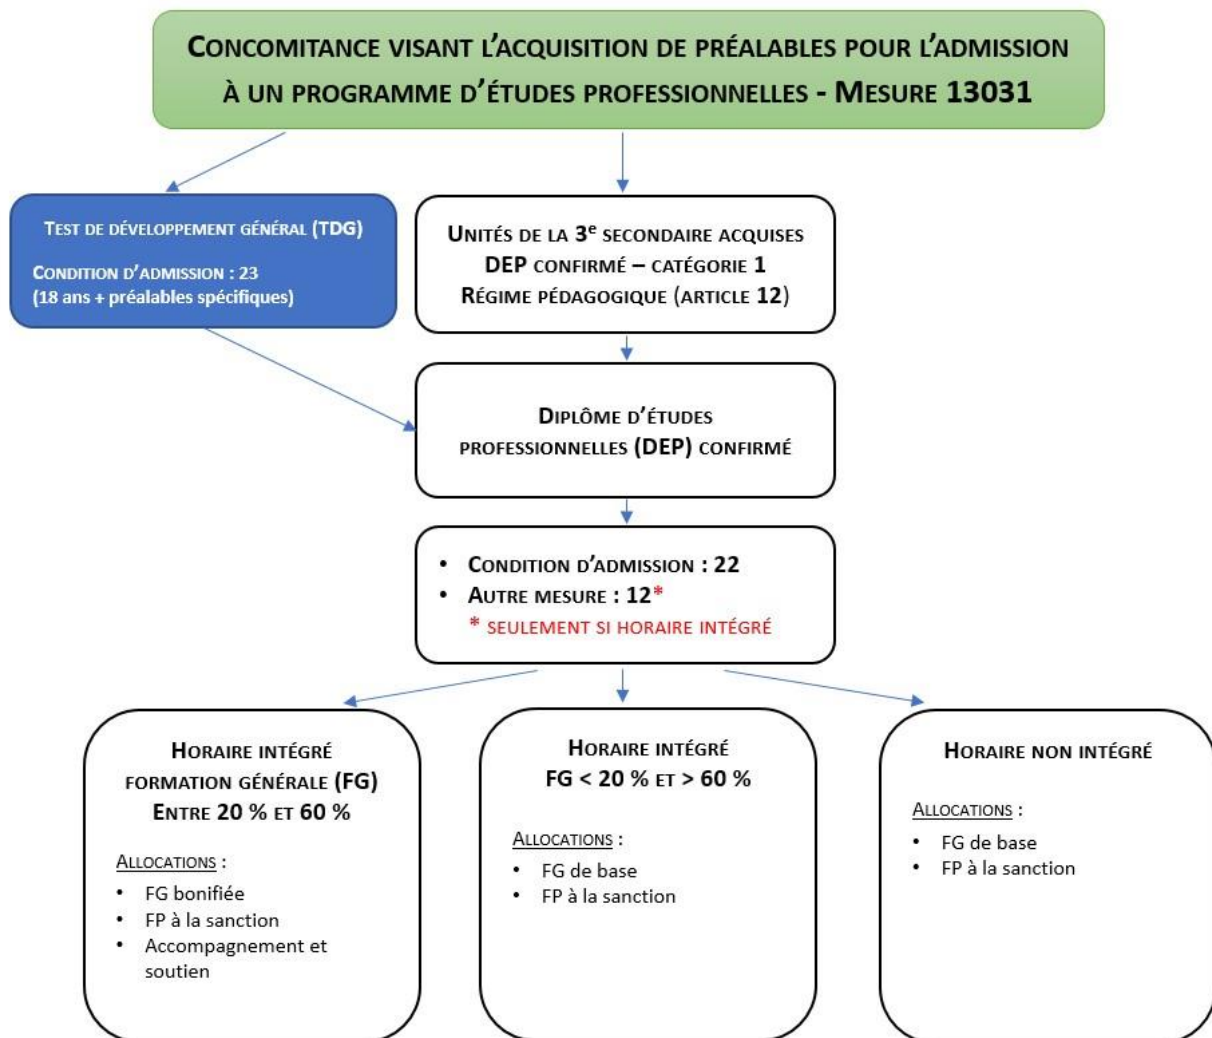 CONCOMITANCE VISANT L'ACQUISITION DE PRÉALABLES POUR L'ADMISSION
À UN PROGRAMME D'ÉTUDES PROFESSIONNELLES - MESURE 13031
TEST DE DÉVELOPPEMENT GÉNÉRAL (TDG)
CONDITION D'ADMISSION : 23
(18 ANS + PRÉALABLES SPÉCIFIQUES)
UNITÉS DE LA 3e SECONDAIRE ACQUISES
DEP CONFIRMÉ – CATÉGORIE 1
RÉGIME PÉDAGOGIQUE (ARTICLE 12)
DIPLÔME D'ÉTUDES
PROFESSIONNELLES (DEP) CONFIRMÉ
• CONDITION D'ADMISSION : 22
• AUTRE MESURE : 12*
* SEULEMENT SI HORAIRE INTÉGRÉ
HORAIRE INTÉGRÉ
FORMATION GÉNÉRALE (FG)
ENTRE 20 % ET 60 %
ALLOCATIONS :
• FG bonifiée
• FP à la sanction
• Accompagnement et
soutien
HORAIRE INTÉGRÉ
FG < 20 % ET > 60 %
ALLOCATIONS :
• FG de base
• FP à la sanction
HORAIRE NON INTÉGRÉ
ALLOCATIONS :
• FG de base
• FP à la sanction